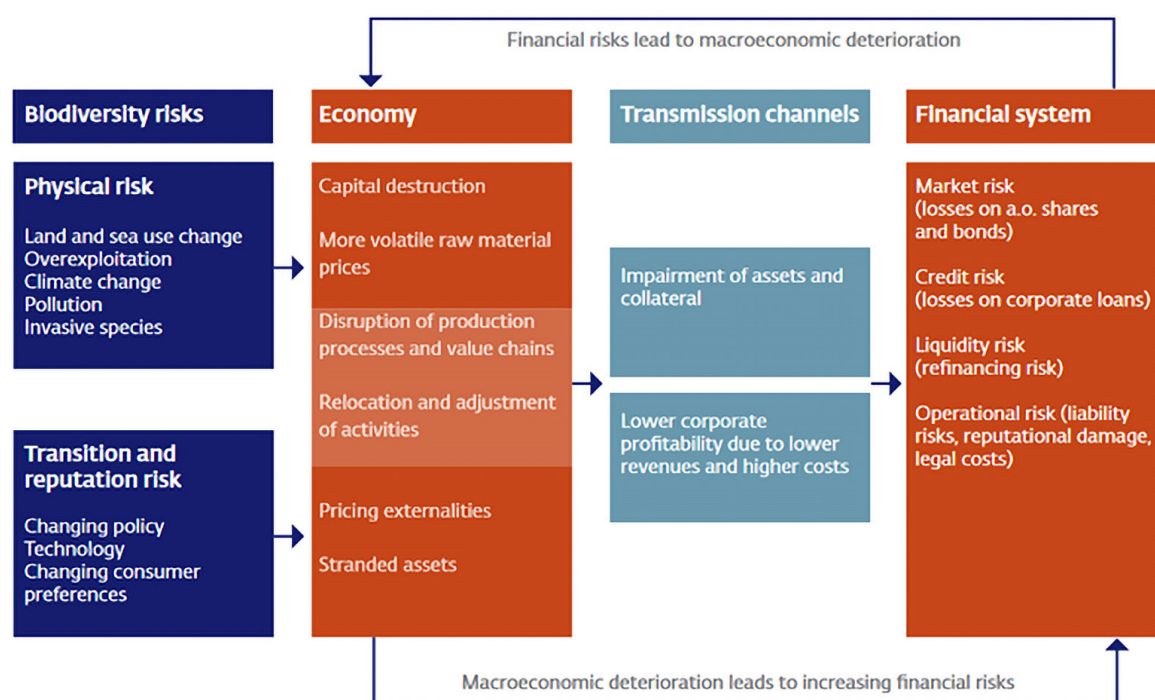 Financial risks lead to macroeconomic deterioration
Biodiversity risks
Economy
Transmission channels
Financial system
Physical risk
Land and sea use change
Overexploitation
Climate change
Pollution
Invasive species
Transition and
reputation risk
Changing policy
Technology
Changing consumer
preferences
Capital destruction
More volatile raw material
prices
Disruption of production
processes and value chains
Relocation and adjustment
of activities
Pricing externalities
Stranded assets
Impairment of assets and
collateral
Lower corporate
profitability due to lower
revenues and higher costs
Market risk
(losses on a.o. shares
and bonds)
Credit risk
(losses on corporate loans)
Liquidity risk
(refinancing risk)
Operational risk (liability
risks, reputational damage,
legal costs)
Macroeconomic deterioration leads to increasing financial risks